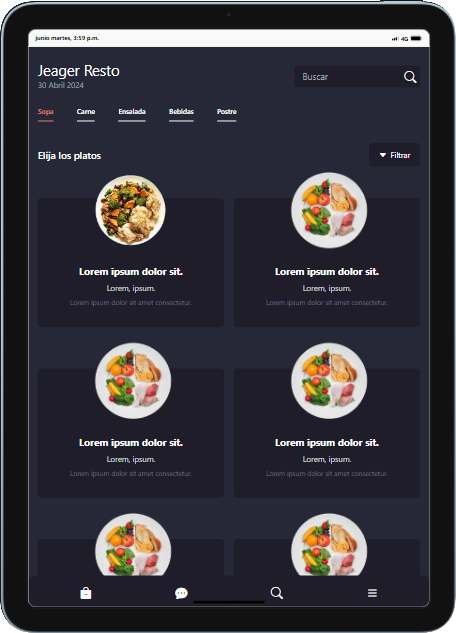 junio martes, 3:59 p.m. 4G
Jeager Resto
30 Abril 2024
Buscar
Sopa Carne Ensalada Bebidas Postre
Elija los platos
Filtrar
Lorem ipsum dolor sit. Lorem ipsum dolor sit.
Lorem, ipsum. Lorem, ipsum.
Lorem ipsum dolor sit amet consectetur. Lorem ipsum dolor sit amet consectetur.
Lorem ipsum dolor sit. Lorem ipsum dolor sit.
Lorem, ipsum. Lorem, ipsum.
Lorem ipsum dolor sit amet consectetur. Lorem ipsum dolor sit amet consectetur.